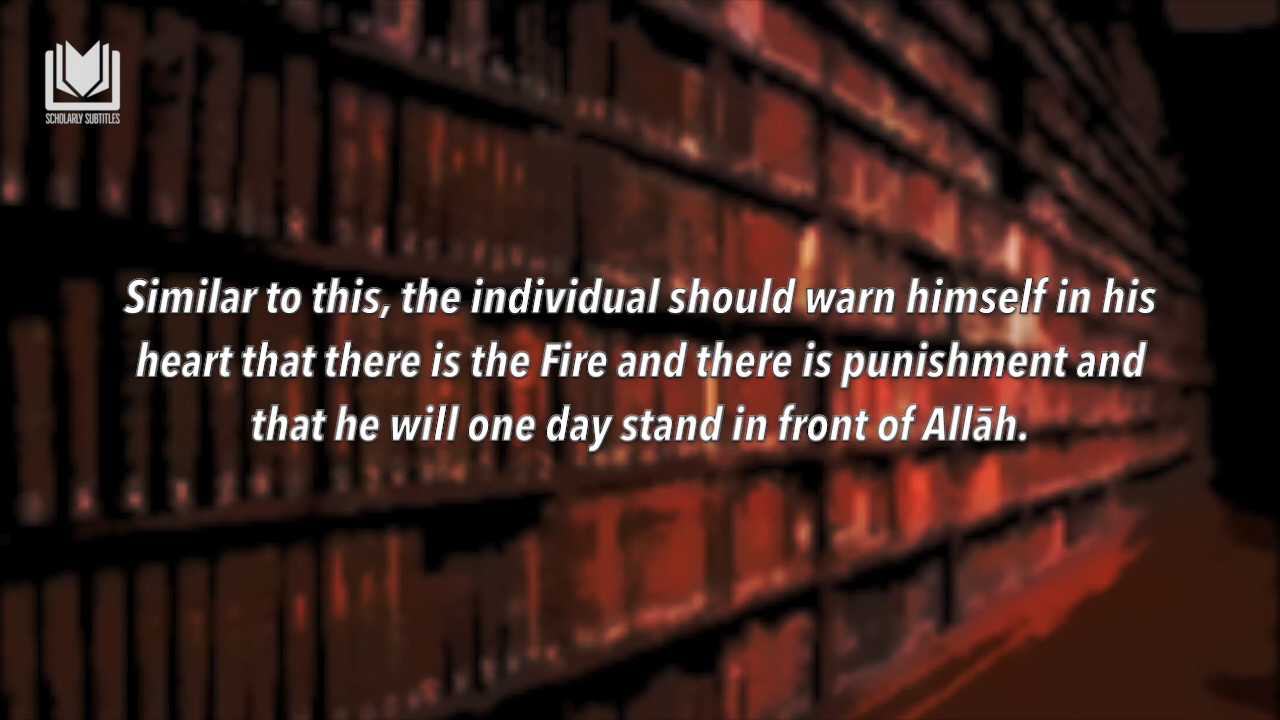 SCHOLARLY SUBTITLES
Similar to this, the individual should warn himself in his
heart that there is the Fire and there is punishment and
that he will one day stand in front of Allāh.